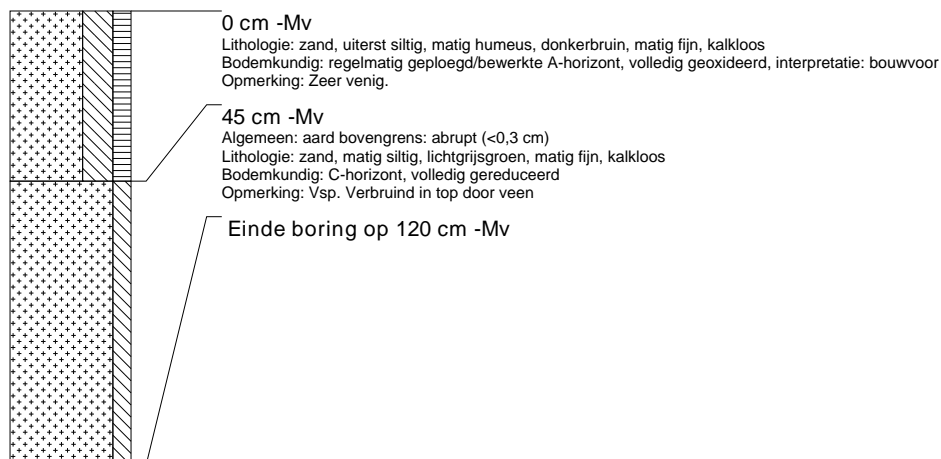 0 cm -Mv
Lithologie: zand, uiterst siltig, matig humeus, donkerbruin, matig fijn, kalkloos
Bodemkundig: regelmatig geploegd/bewerkte A-horizont, volledig geoxideerd, interpretatie: bouwvoor
Opmerking: Zeer venig.
45 cm -Mv
Algemeen: aard bovengrens: abrupt (<0,3 cm)
Lithologie: zand, matig siltig, lichtgrijsgroen, matig fijn, kalkloos
Bodemkundig: C-horizont, volledig gereduceerd
Opmerking: Vsp. Verbruind in top door veen
Einde boring op 120 cm -Mv